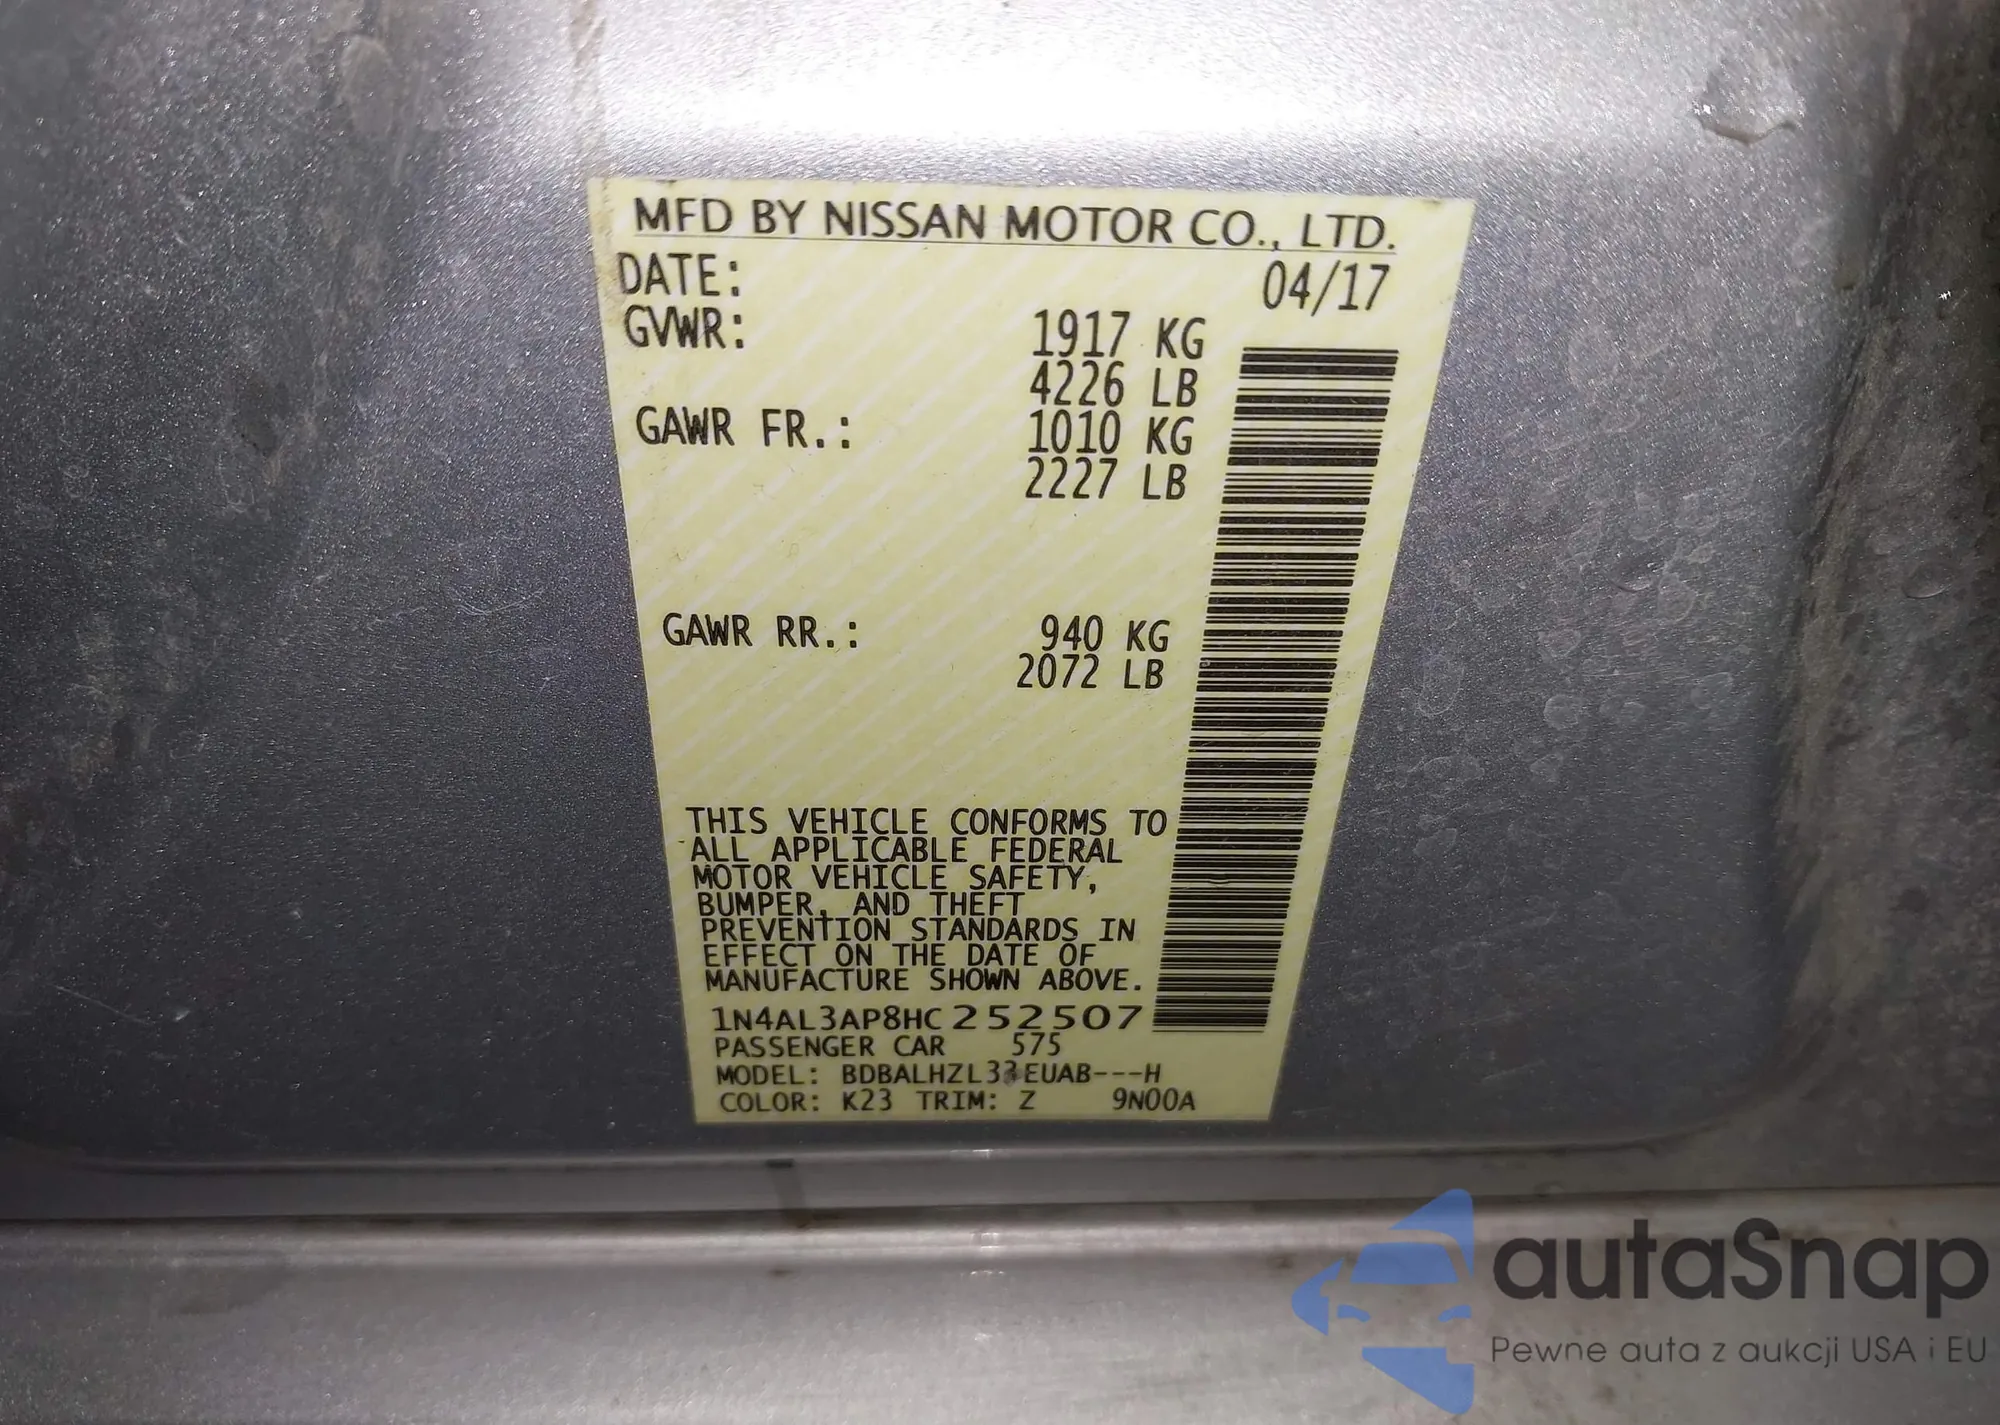 MFD BY NISSAN MOTOR CO., LTD.
DATE: 04/17
GVWR: 1917 KG
4226 LB
GAWR FR.: 1010 KG
2227 LB
GAWR RR.: 940 KG
2072 LB
THIS VEHICLE CONFORMS TO
ALL APPLICABLE FEDERAL
MOTOR VEHICLE SAFETY,
BUMPER, AND THEFT
PREVENTION STANDARDS IN
EFFECT ON THE DATE OF
MANUFACTURE SHOWN ABOVE.
1N4AL3AP8HC252507
PASSENGER CAR 575
MODEL: BDBALHZL33EUAB---H
COLOR: K23 TRIM: Z 9N00A
autaSnap
Pewne auta z aukcji USA i EU